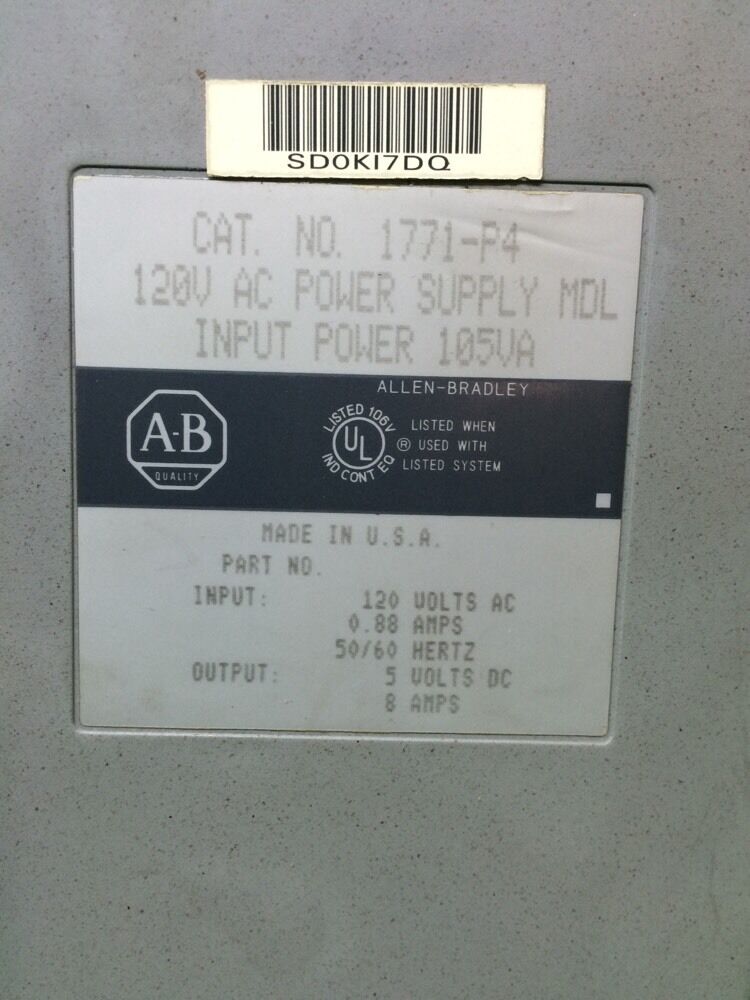 SD0KI7DQ
CAT. NO. 1771-P4
120V AC POWER SUPPLY MDL
INPUT POWER 105VA
ALLEN-BRADLEY
A-B
QUALITY
LISTED 106V
UL
IND CONT EQ
®
LISTED WHEN
USED WITH
LISTED SYSTEM
MADE IN U.S.A.
PART NO.
INPUT: 120 VOLTS AC
0.88 AMPS
50/60 HERTZ
OUTPUT: 5 VOLTS DC
8 AMPS